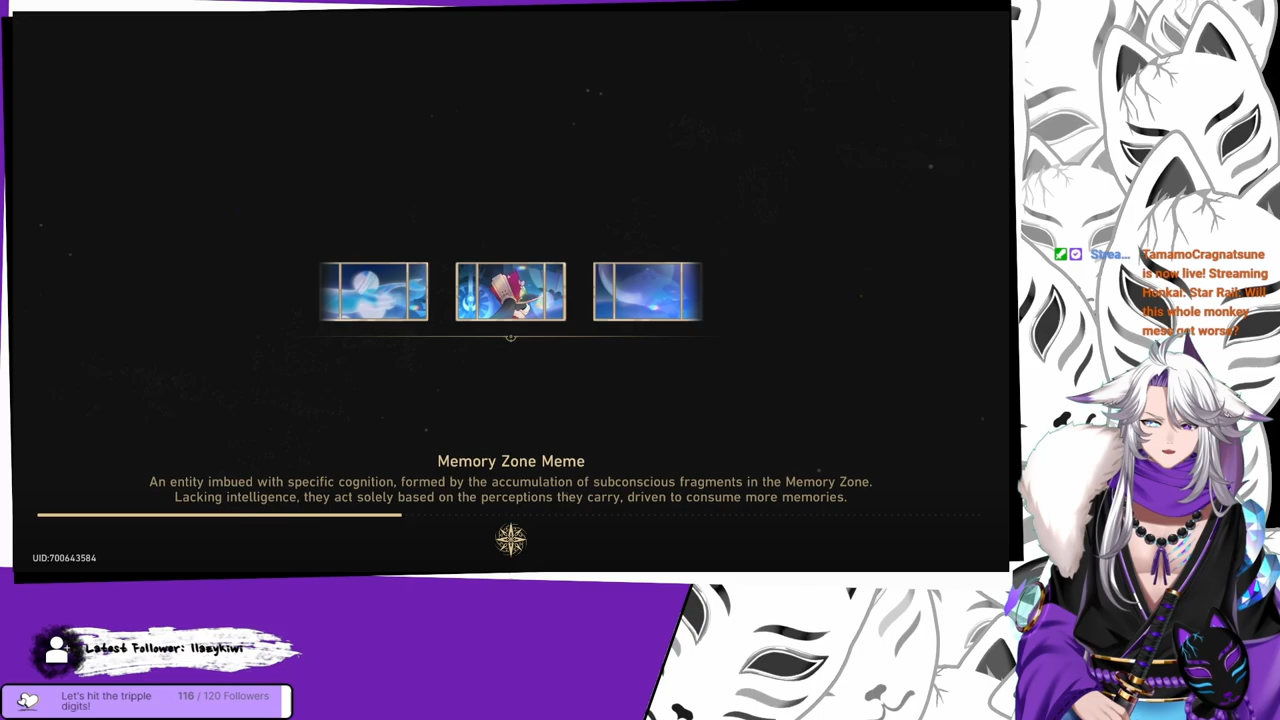 Strea... TamamoCragnatsune
is now live! Streaming
Honkai: Star Rail: Will
this whole monkey
mess get worse?
Memory Zone Meme
An entity imbued with specific cognition, formed by the accumulation of subconscious fragments in the Memory Zone.
Lacking intelligence, they act solely based on the perceptions they carry, driven to consume more memories.
UID:700643584
Latest Follower: llazykiwi
Let's hit the tripple
digits!
116 / 120 Followers